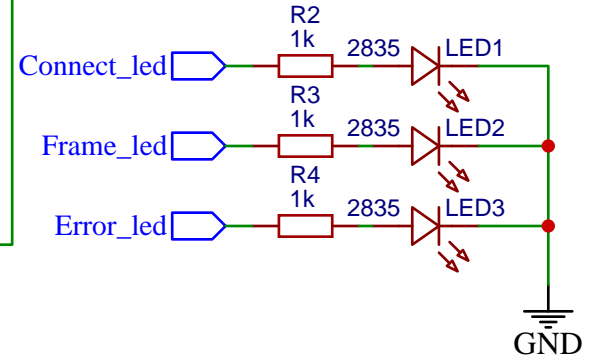 R2
1k
Connect_led
2835
LED1
R3
1k
Frame_led
2835
LED2
R4
1k
Error_led
2835
LED3
GND